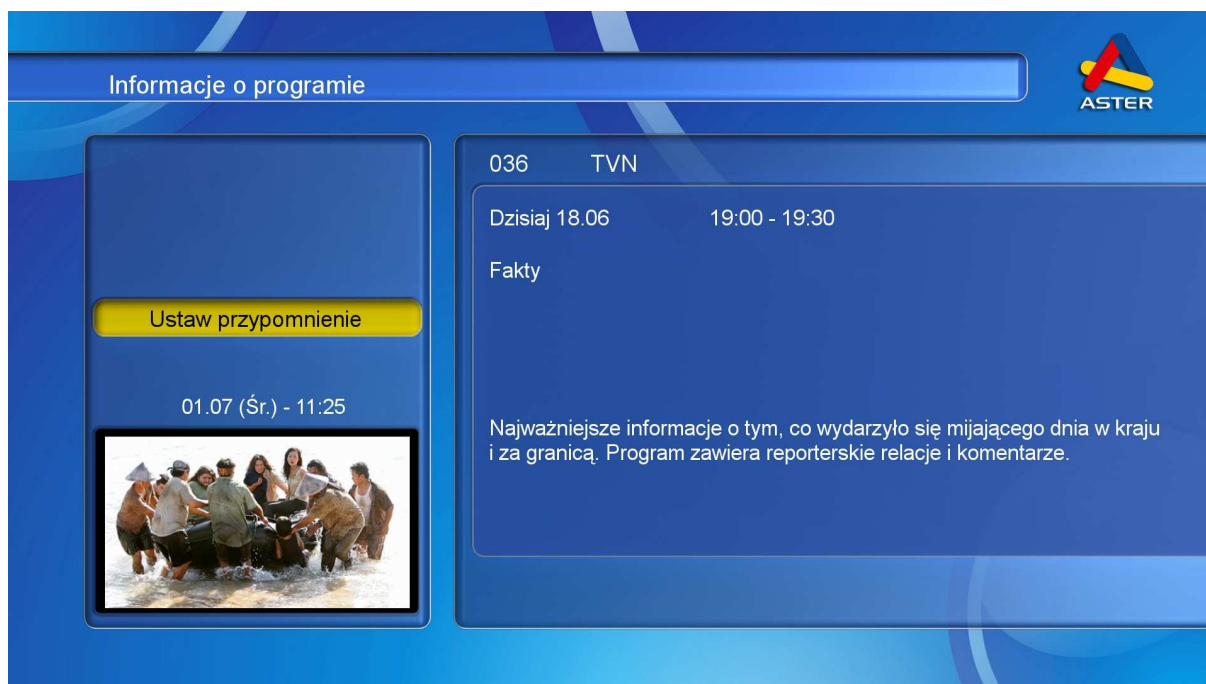 Informacje o programie
ASTER
036 TVN
Dzisiaj 18.06 19:00 - 19:30
Fakty
Ustaw przypomnienie
01.07 (Śr.) - 11:25
Najważniejsze informacje o tym, co wydarzyło się mijającego dnia w kraju
i za granicą. Program zawiera reporterskie relacje i komentarze.